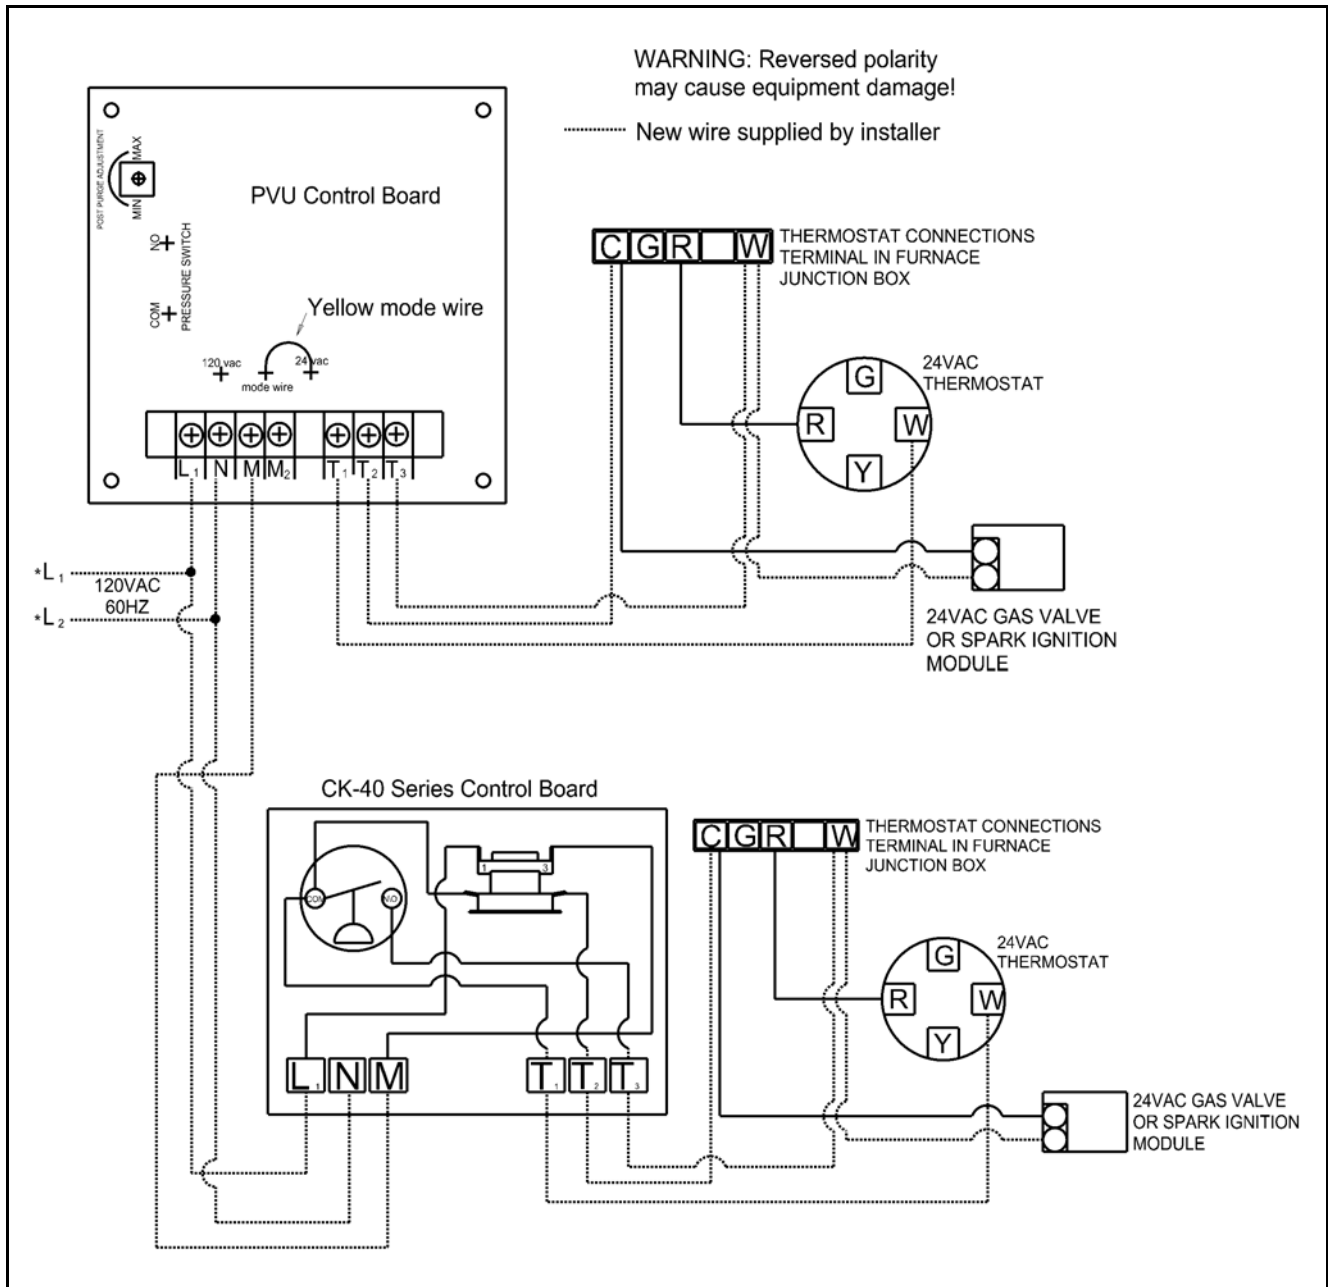 WARNING: Reversed polarity
may cause equipment damage!
New wire supplied by installer
POST PURGE ADJUSTMENT
MAX
MIN
PVU Control Board
NO
COM
PRESSURE SWITCH
Yellow mode wire
120 vac
24 vac
mode wire
L1 N M M2 T1 T2 T3
C G R W
THERMOSTAT CONNECTIONS
TERMINAL IN FURNACE
JUNCTION BOX
24VAC
THERMOSTAT
G
R W
Y
*L1
120VAC
60HZ
*L2
24VAC GAS VALVE
OR SPARK IGNITION
MODULE
CK-40 Series Control Board
COM
N\O
1 3
L1 N M T1 T2 T3
C G R W
THERMOSTAT CONNECTIONS
TERMINAL IN FURNACE
JUNCTION BOX
24VAC
THERMOSTAT
G
R W
Y
24VAC GAS VALVE
OR SPARK IGNITION
MODULE